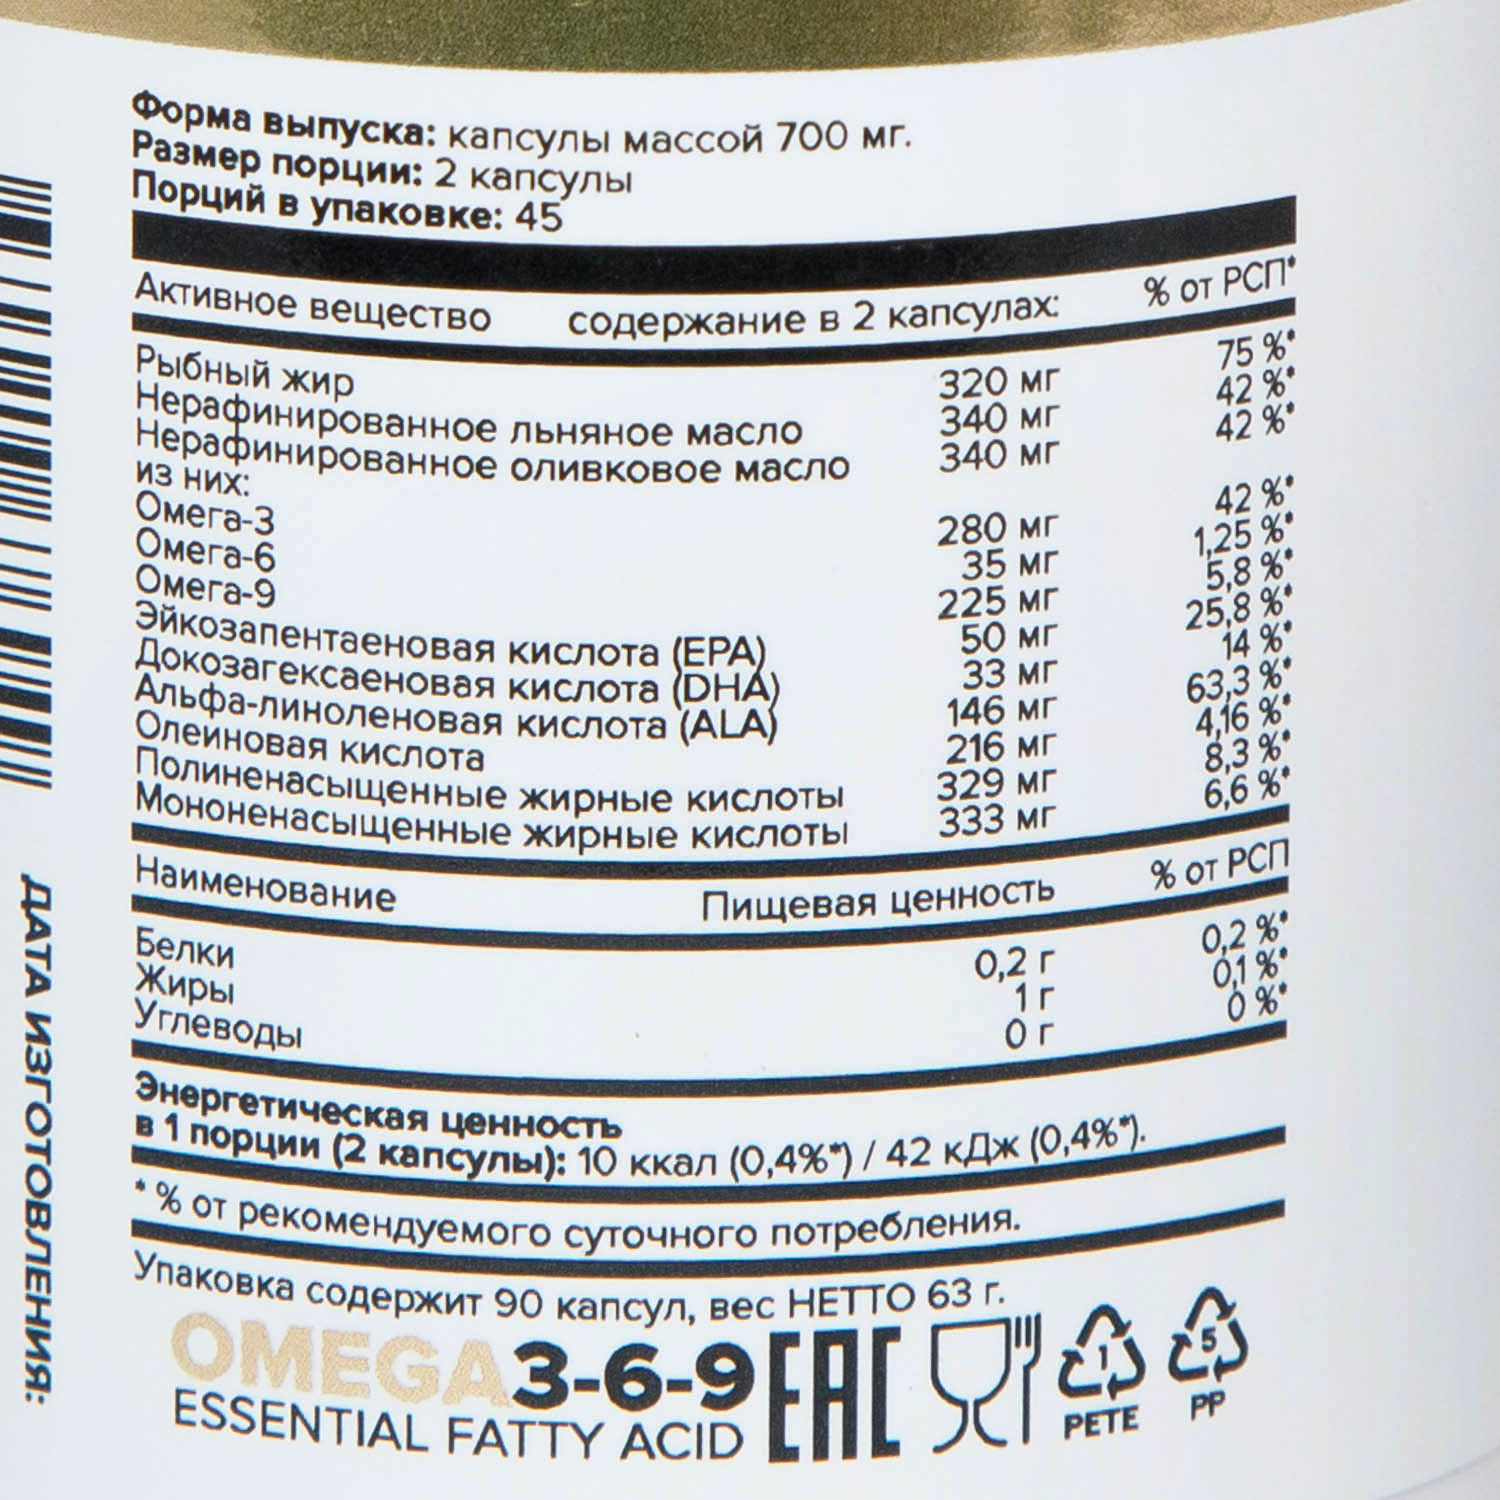 Форма выпуска: капсулы массой 700 мг.
Размер порции: 2 капсулы
Порций в упаковке: 45
Активное вещество содержание в 2 капсулах: % от РСП*
Рыбный жир 320 мг 75 %*
Нерафинированное льняное масло 340 мг 42 %*
Нерафинированное оливковое масло 340 мг 42 %*
из них:
Омега-3 280 мг 42 %*
Омега-6 35 мг 1,25 %*
Омега-9 225 мг 5,8 %*
Эйкозапентаеновая кислота (EPA) 50 мг 25,8 %*
Докозагексаеновая кислота (DHA) 33 мг 14 %*
Альфа-линоленовая кислота (ALA) 146 мг 63,3 %*
Олеиновая кислота 216 мг 4,16 %*
Полиненасыщенные жирные кислоты 329 мг 8,3 %*
Мононенасыщенные жирные кислоты 333 мг 6,6 %*
Наименование Пищевая ценность % от РСП
Белки 0,2 г 0,2 %*
Жиры 1 г 0,1 %*
Углеводы 0 г 0 %*
Энергетическая ценность
в 1 порции (2 капсулы): 10 ккал (0,4%*) / 42 кДж (0,4%*).
* % от рекомендуемого суточного потребления.
Упаковка содержит 90 капсул, вес НЕТТО 63 г.
OMEGA 3-6-9
ESSENTIAL FATTY ACID
EAC
1
PETE
5
PP
ДАТА ИЗГОТОВЛЕНИЯ: